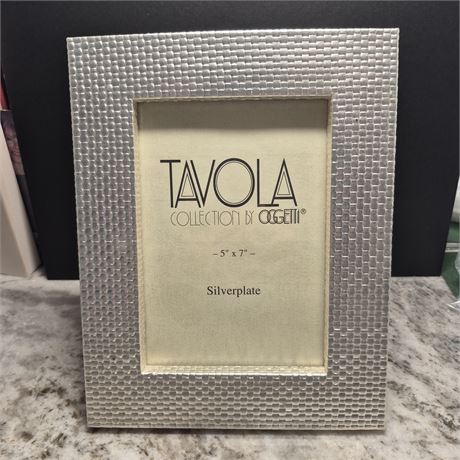 TAVOLA
COLLECTION BY OGGETTI®
– 5" x 7" –
Silverplate